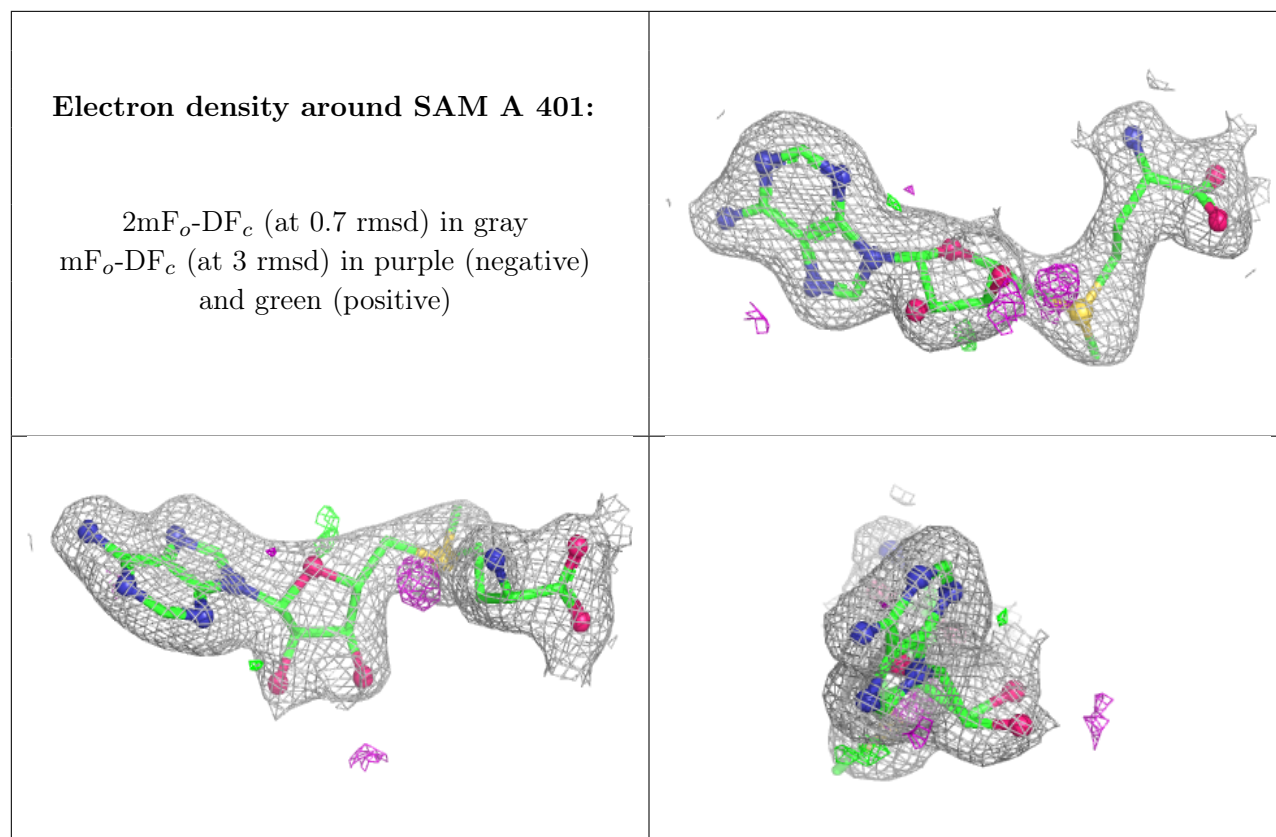 Electron density around SAM A 401:
2mFo-DFc (at 0.7 rmsd) in gray
mFo-DFc (at 3 rmsd) in purple (negative)
and green (positive)